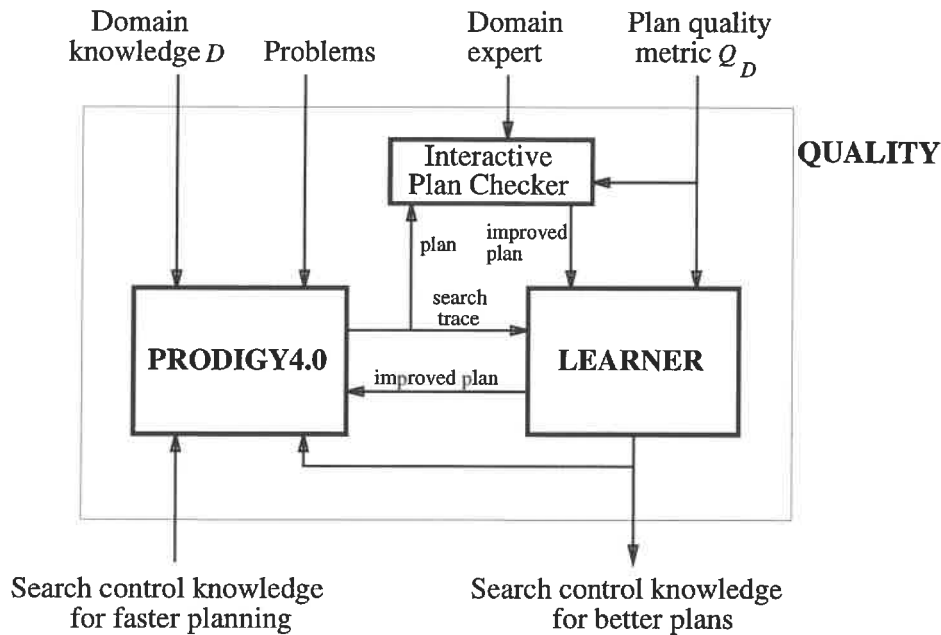 Domain
knowledge D
Problems
Domain
expert
Plan quality
metric Q_D
QUALITY
Interactive
Plan Checker
plan
improved
plan
search
trace
PRODIGY4.0
LEARNER
improved plan
Search control knowledge
for faster planning
Search control knowledge
for better plans